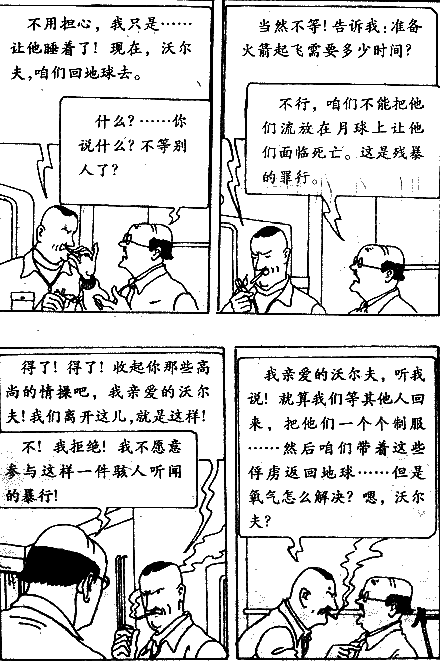 不用担心，我只是……
让他睡着了！现在，沃尔
夫，咱们回地球去。
什么？……你
说什么？不等别
人了？
当然不等！告诉我：准备
火箭起飞需要多少时间？
不行，咱们不能把他
们流放在月球上让他
们面临死亡。这是残暴
的罪行。
得了！得了！收起你那些高
尚的情操吧，我亲爱的沃尔
夫！我们离开这儿，就是这样！
不！我拒绝！我不愿意
参与这样一件骇人听闻
的暴行！
我亲爱的沃尔夫，听我
说！就算我们等其他人回
来，把他们一个个制服
……然后咱们带着这些
俘虏返回地球……但是
氧气怎么解决？嗯，沃尔
夫？